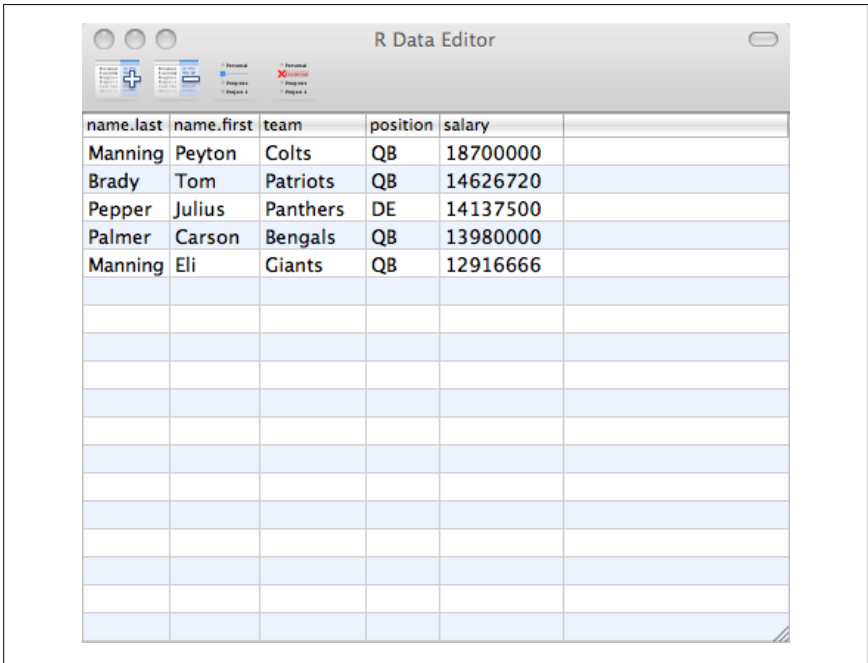 R Data Editor
name.last name.first team position salary
Manning Peyton Colts QB 18700000
Brady Tom Patriots QB 14626720
Pepper Julius Panthers DE 14137500
Palmer Carson Bengals QB 13980000
Manning Eli Giants QB 12916666